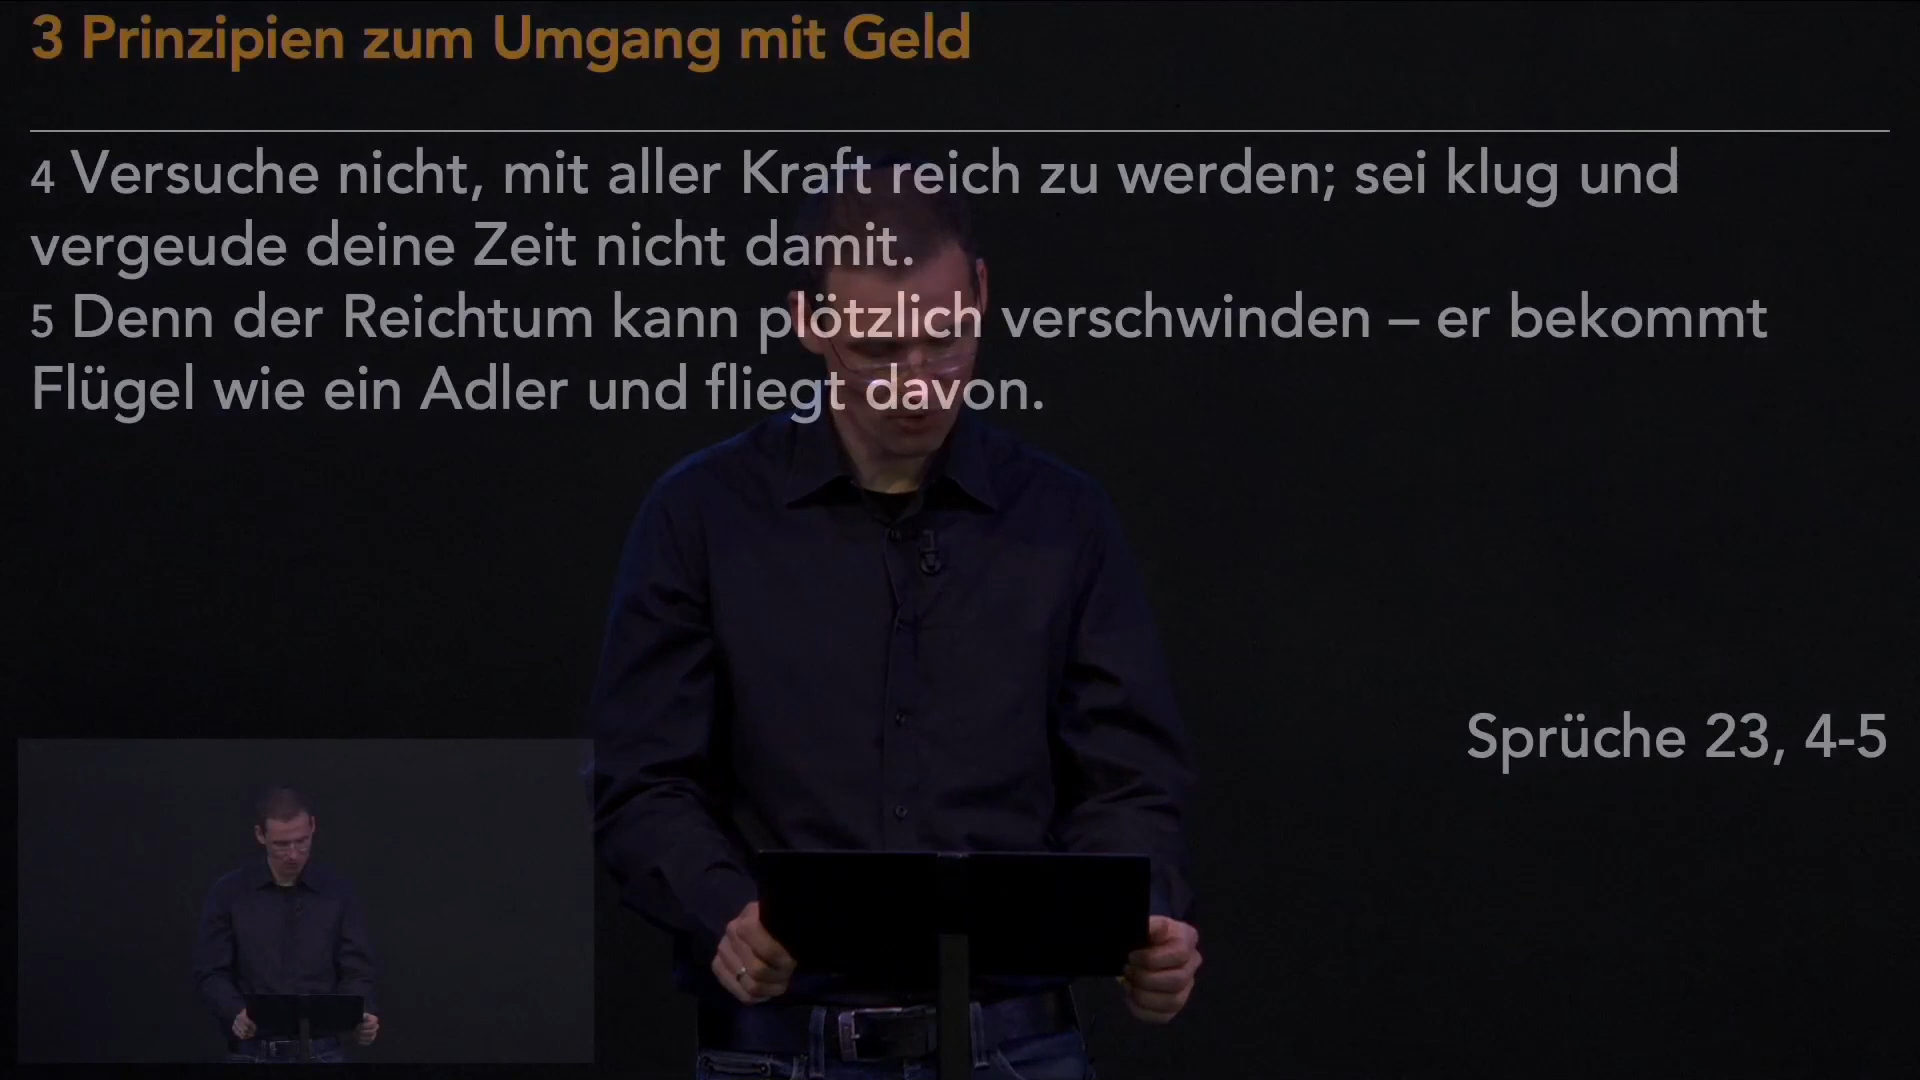 3 Prinzipien zum Umgang mit Geld
4 Versuche nicht, mit aller Kraft reich zu werden; sei klug und
vergeude deine Zeit nicht damit.
5 Denn der Reichtum kann plötzlich verschwinden – er bekommt
Flügel wie ein Adler und fliegt davon.
Sprüche 23, 4-5